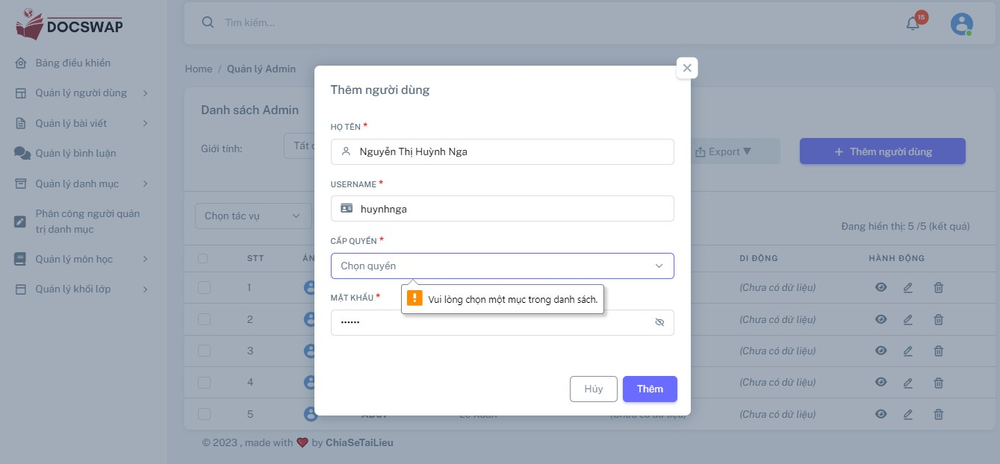 DOCSWAP
Tìm kiếm...
15
Bảng điều khiển
Quản lý người dùng
Quản lý bài viết
Quản lý bình luận
Quản lý danh mục
Phân công người quản
trị danh mục
Quản lý môn học
Quản lý khối lớp
Home / Quản lý Admin
Danh sách Admin
Giới tính:
Tất
Export ▼
+ Thêm người dùng
Chọn tác vụ
Đang hiển thị: 5 /5 (kết quả)
STT
DI ĐỘNG
HÀNH ĐỘNG
1 (Chưa có dữ liệu)
2 (Chưa có dữ liệu)
3 (Chưa có dữ liệu)
4 (Chưa có dữ liệu)
5 (Chưa có dữ liệu)
Thêm người dùng
HỌ TÊN *
Nguyễn Thị Huỳnh Nga
USERNAME *
huynhnga
CẤP QUYỀN *
Chọn quyền
Vui lòng chọn một mục trong danh sách.
MẬT KHẨU *
••••••
Hủy
Thêm
© 2023 , made with ❤ by ChiaSeTaiLieu